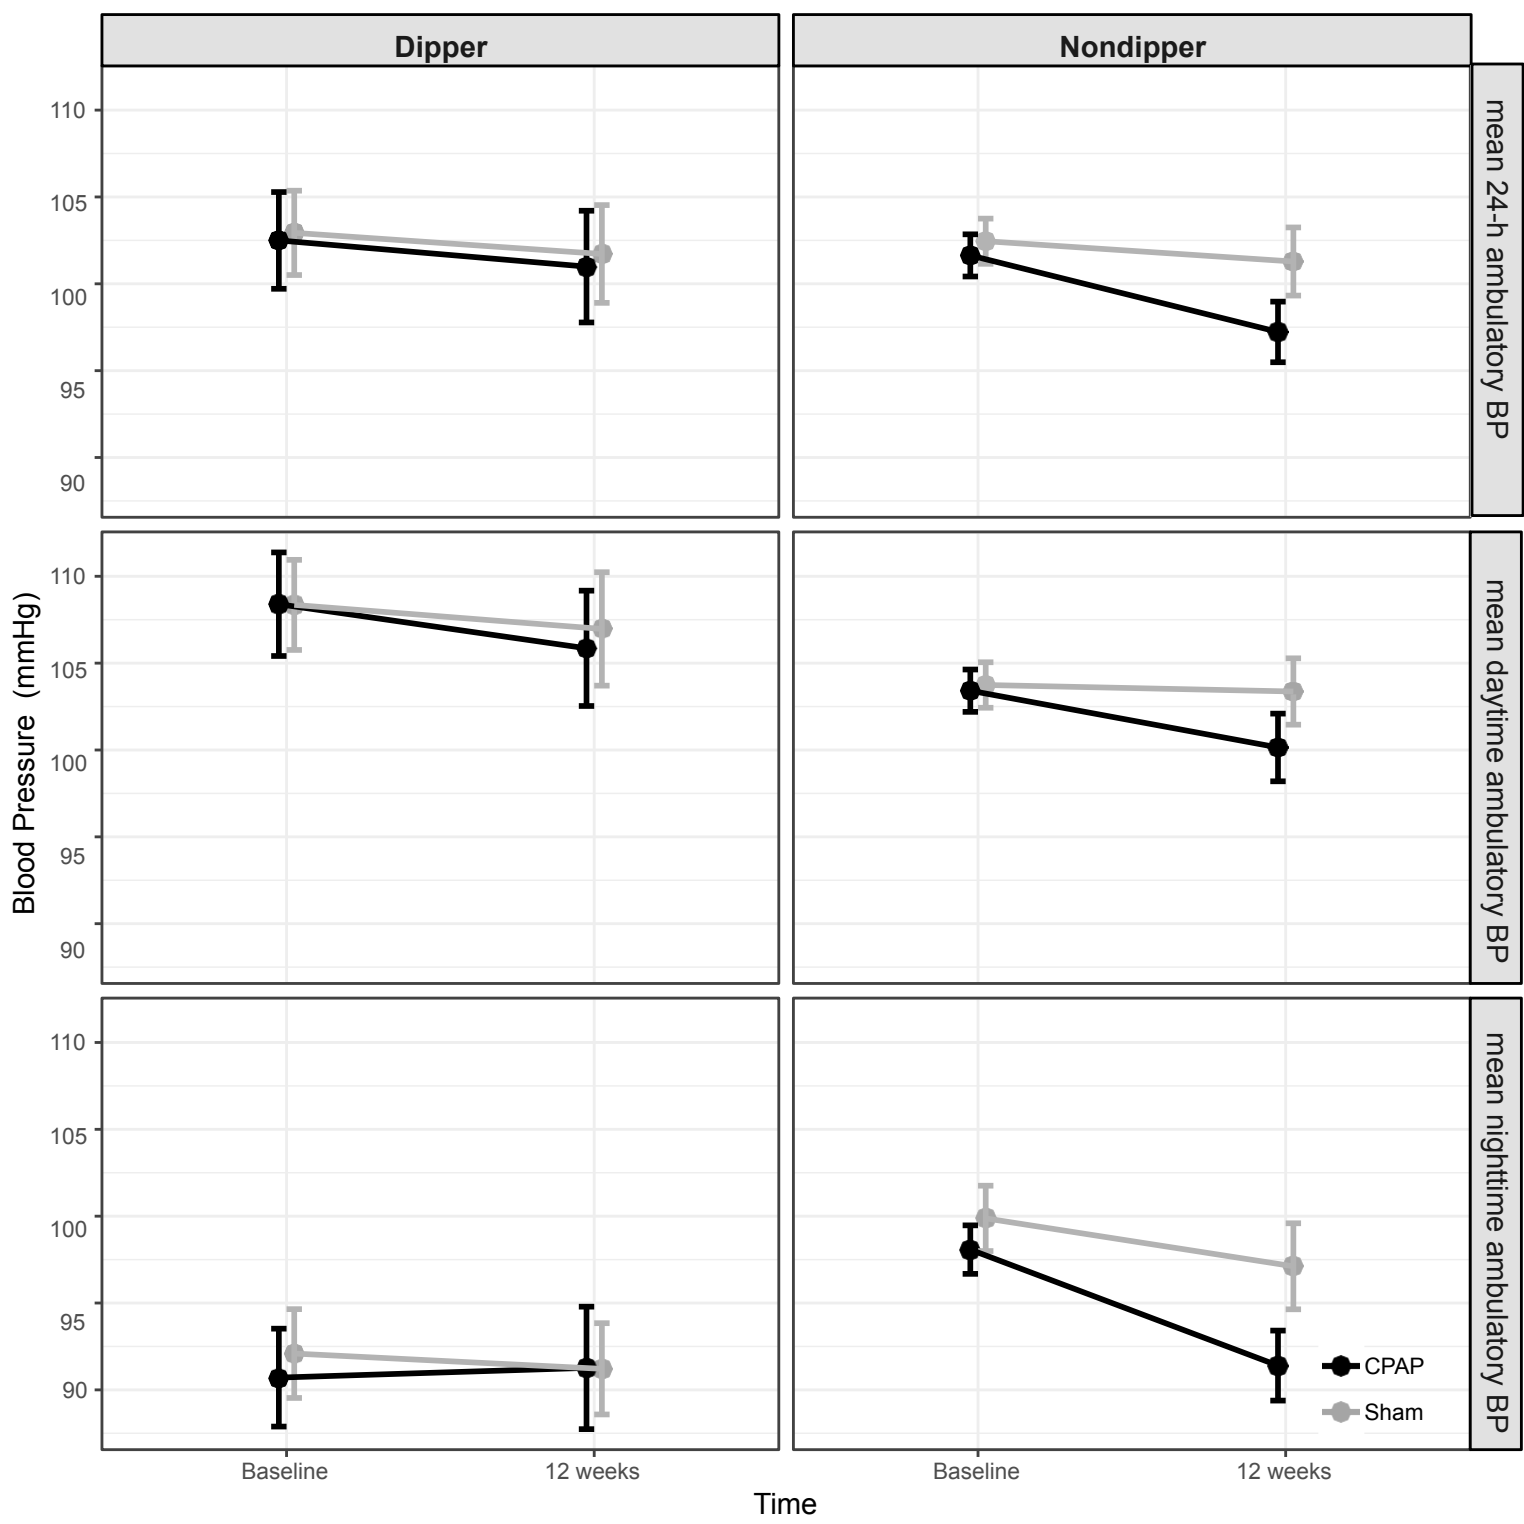 Dipper
Nondipper
110
105
100
95
90
mean 24-h ambulatory BP
110
105
100
95
90
mean daytime ambulatory BP
Blood Pressure (mmHg)
110
105
100
95
90
mean nighttime ambulatory BP
CPAP
Sham
Baseline
12 weeks
Baseline
12 weeks
Time